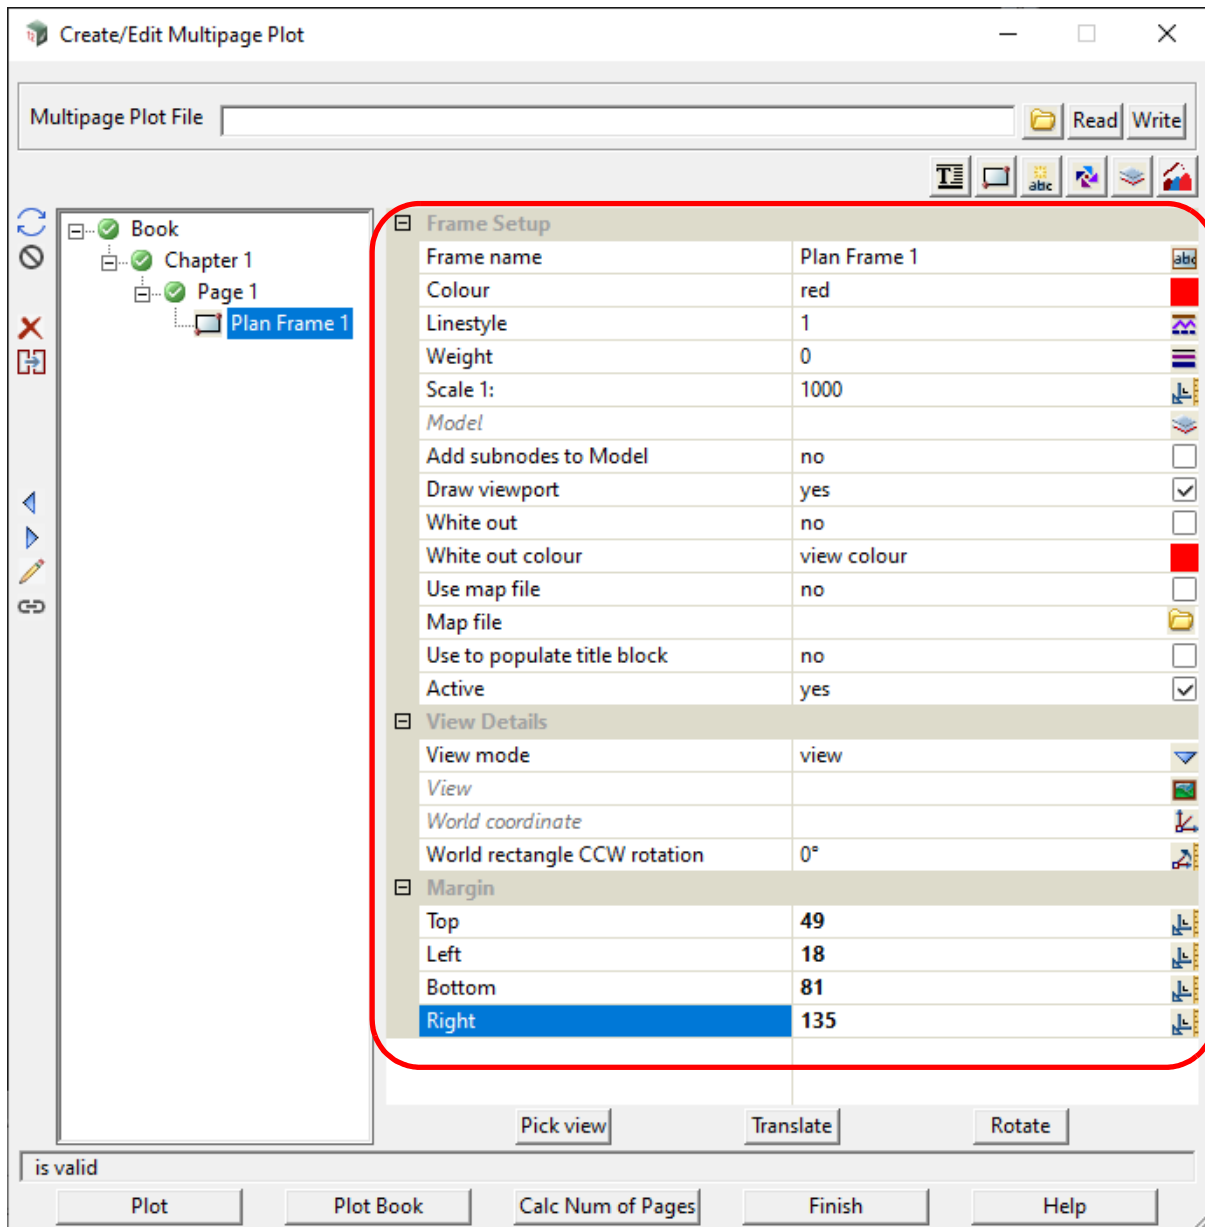 Create/Edit Multipage Plot
Multipage Plot File Read Write
T abc
Book
Chapter 1
Page 1
Plan Frame 1
Frame Setup
Frame name Plan Frame 1 abc
Colour red
Linestyle 1
Weight 0
Scale 1: 1000
Model
Add subnodes to Model no
Draw viewport yes
White out no
White out colour view colour
Use map file no
Map file
Use to populate title block no
Active yes
View Details
View mode view
View
World coordinate
World rectangle CCW rotation 0°
Margin
Top 49
Left 18
Bottom 81
Right 135
Pick view Translate Rotate
is valid
Plot Plot Book Calc Num of Pages Finish Help